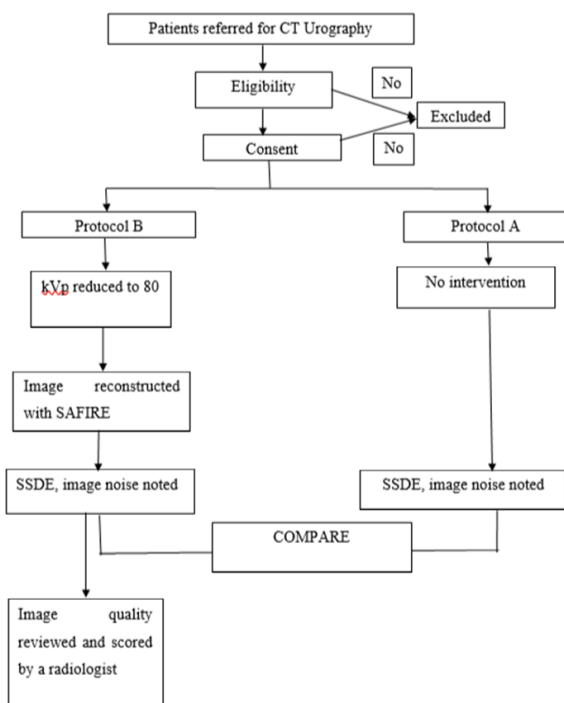 Patients referred for CT Urography
Eligibility
No
Excluded
Consent
No
Protocol B
Protocol A
kVp reduced to 80
No intervention
Image reconstructed
with SAFIRE
SSDE, image noise noted
SSDE, image noise noted
COMPARE
Image quality
reviewed and scored
by a radiologist